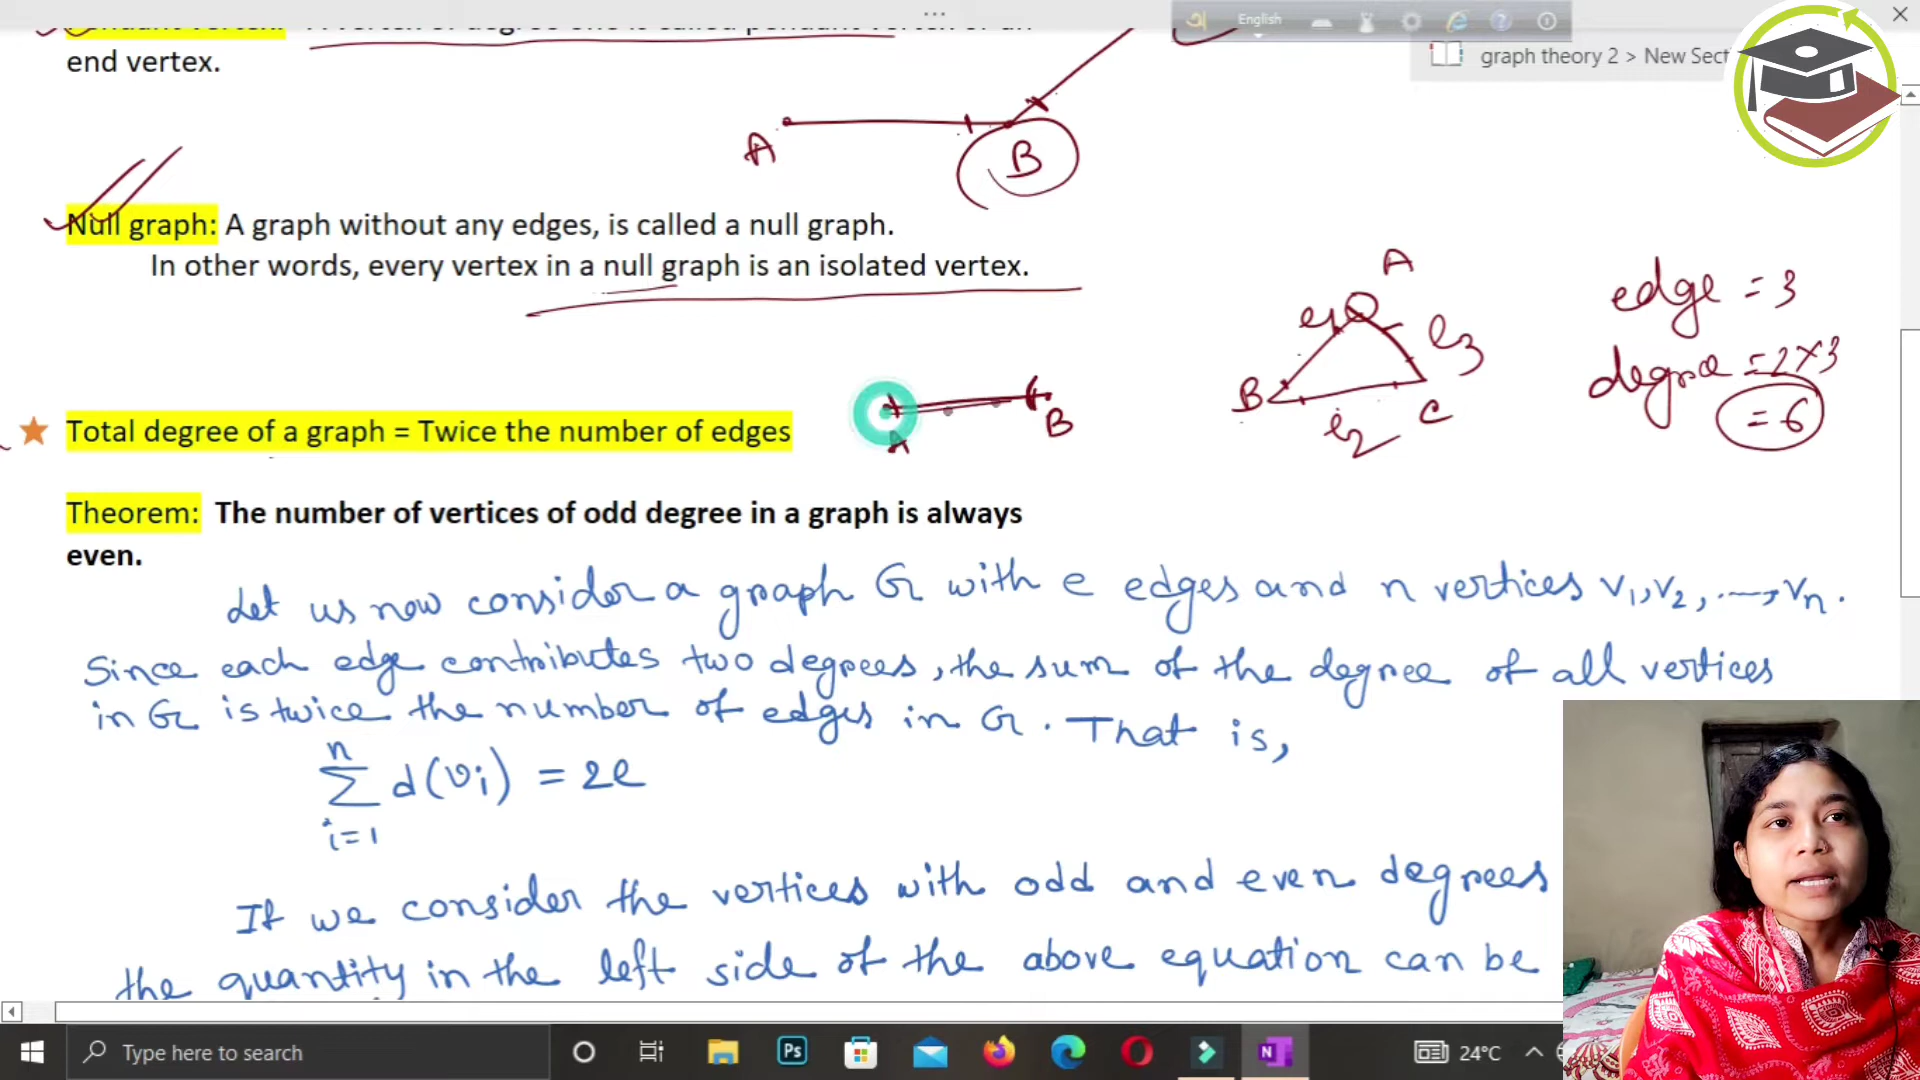 ...
English
end vertex.
graph theory 2 > New Sect
A
B
Null graph: A graph without any edges, is called a null graph.
In other words, every vertex in a null graph is an isolated vertex.
A
e1
e3
B
e2
C
edge = 3
degree = 2×3
= 6
A
B
Total degree of a graph = Twice the number of edges
Theorem: The number of vertices of odd degree in a graph is always
even.
Let us now consider a graph G with e edges and n vertices v1, v2, ..., vn.
Since each edge contributes two degrees, the sum of the degree of all vertices
in G is twice the number of edges in G. That is,
n
∑ d(vi) = 2e
i=1
If we consider the vertices with odd and even degrees
the quantity in the left side of the above equation can be
Type here to search
Ps
N
24°C